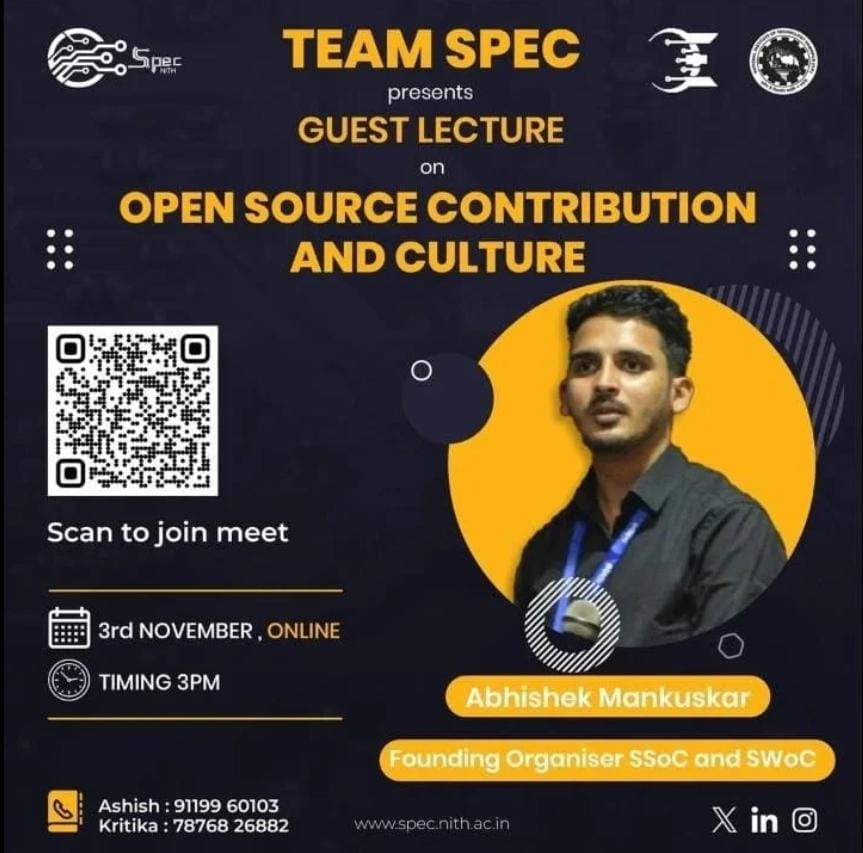 Spec
NITH
TEAM SPEC
presents
GUEST LECTURE
on
OPEN SOURCE CONTRIBUTION
AND CULTURE
Scan to join meet
3rd NOVEMBER , ONLINE
TIMING 3PM
Abhishek Mankuskar
Founding Organiser SSoC and SWoC
Ashish : 91199 60103
Kritika : 78768 26882
www.spec.nith.ac.in